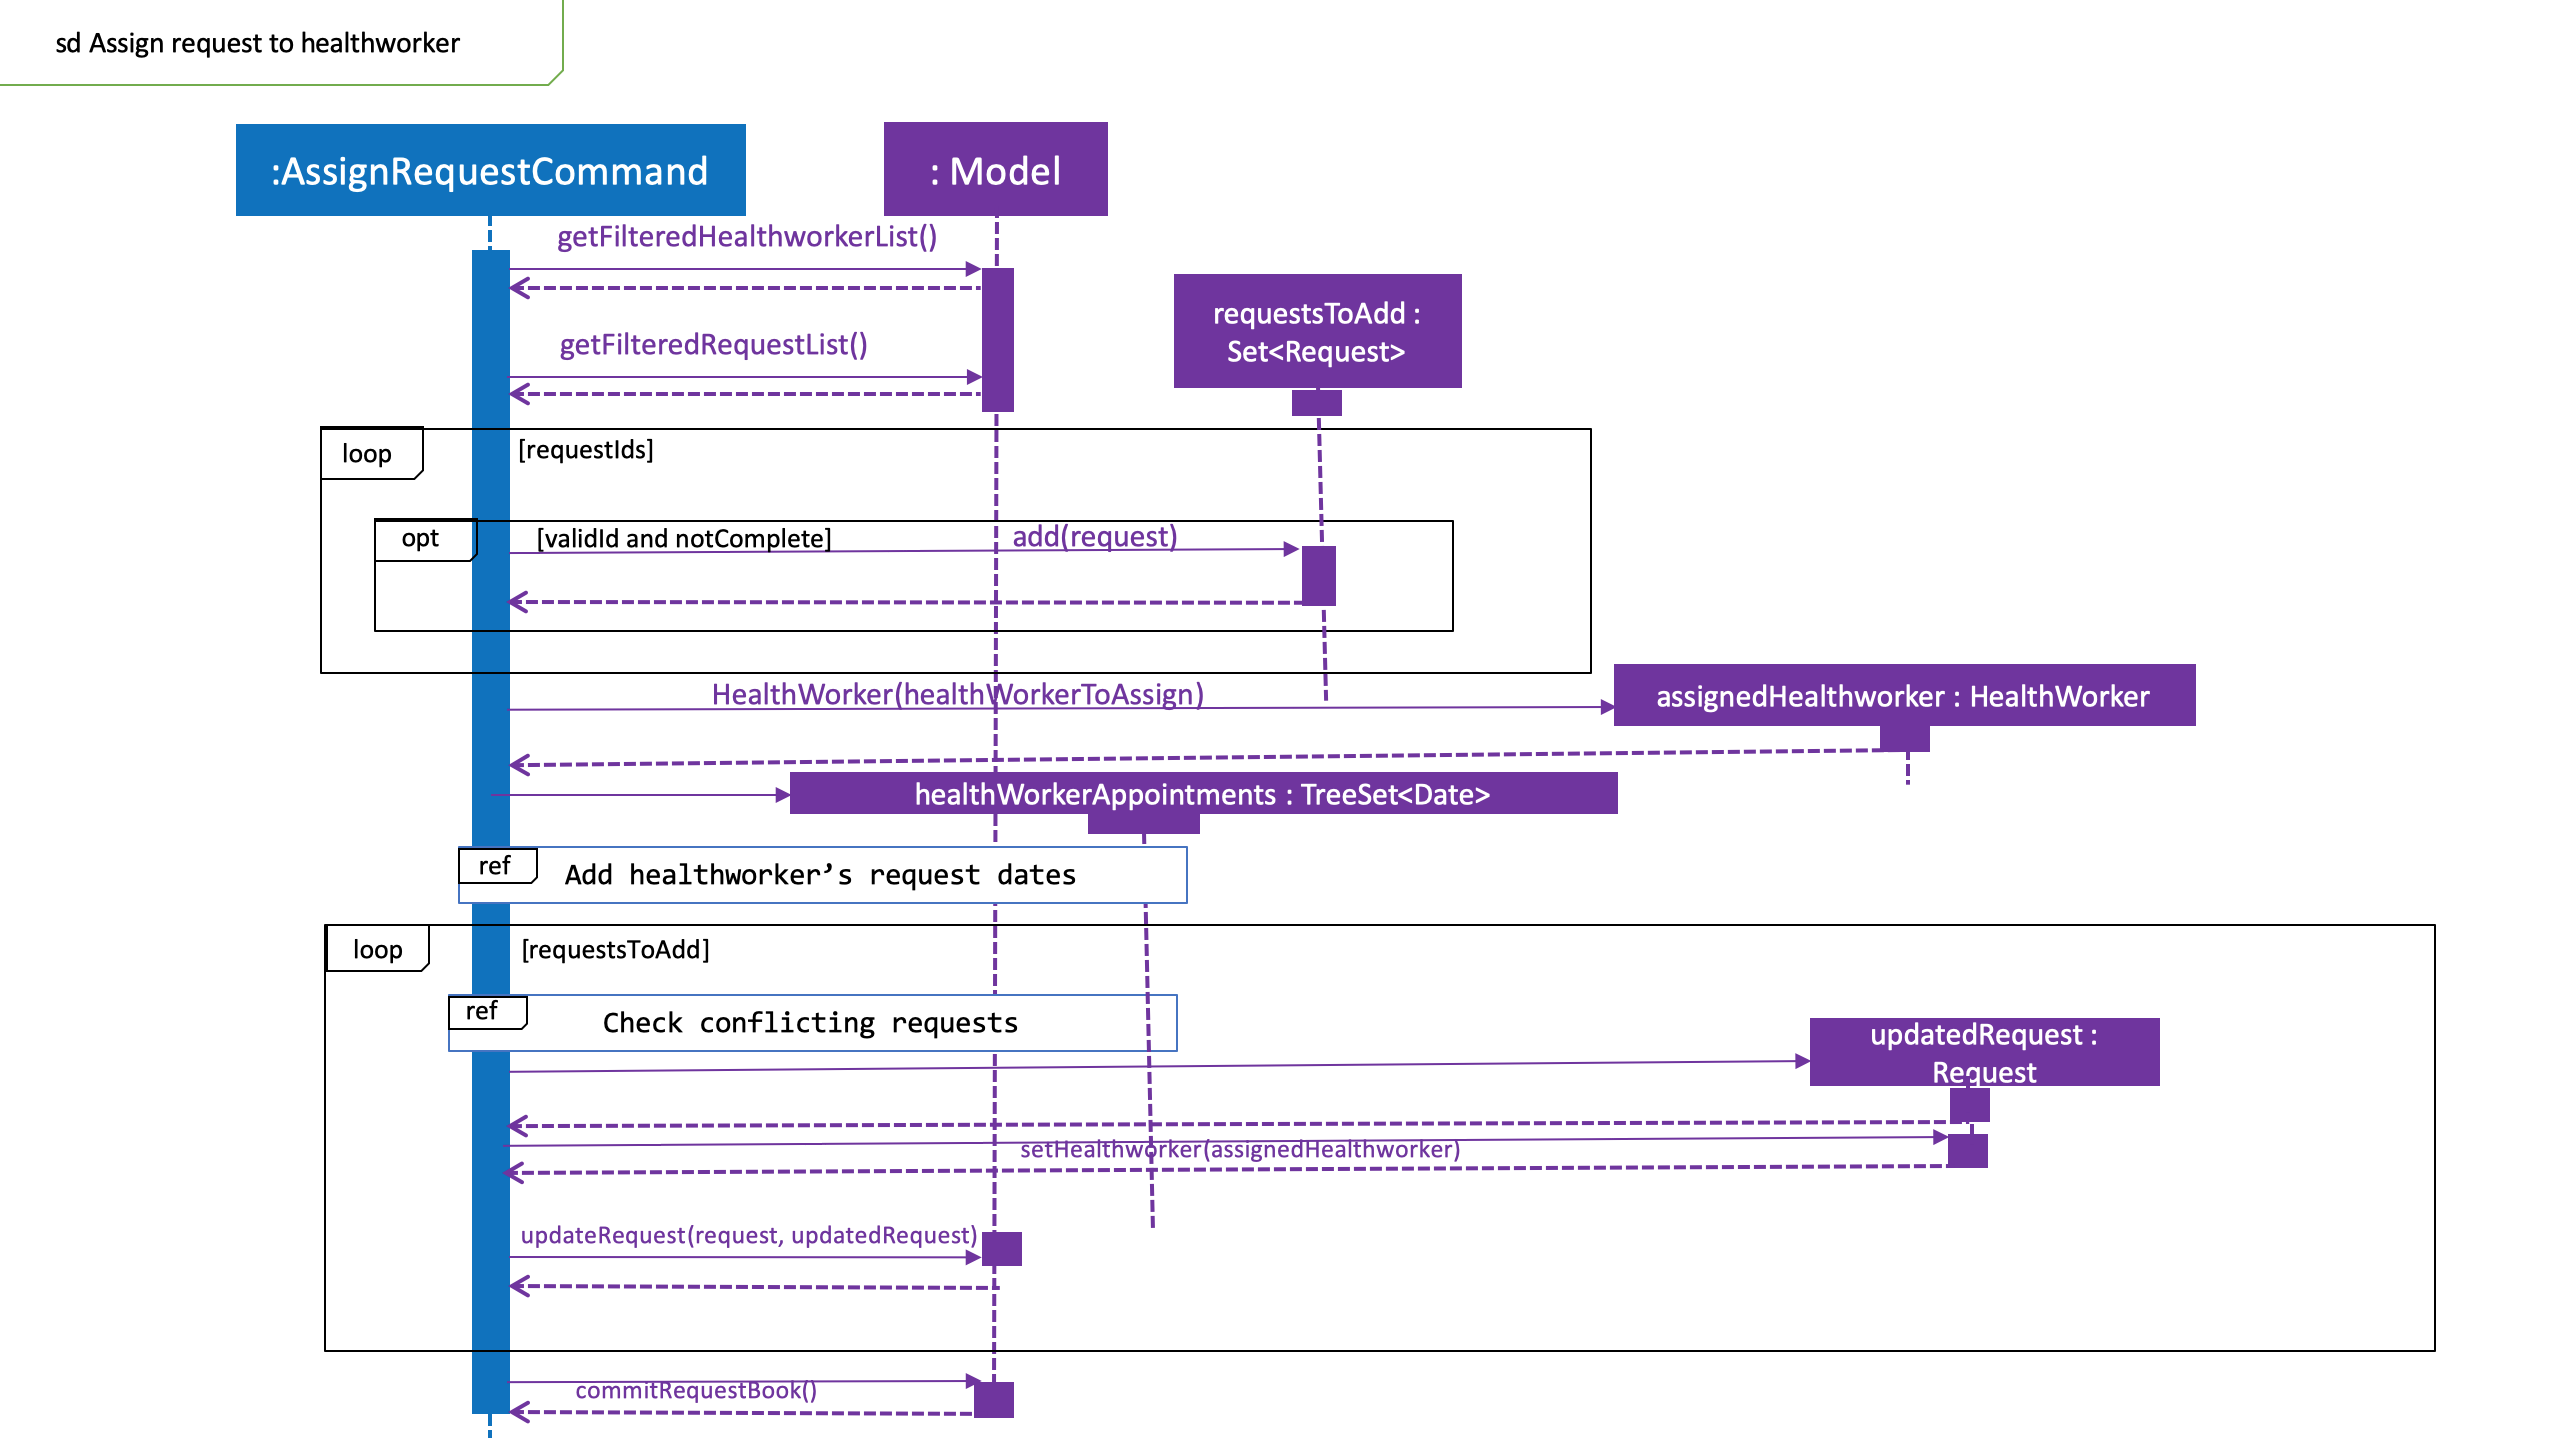 sd Assign request to healthworker
:AssignRequestCommand
: Model
getFilteredHealthworkerList()
requestsToAdd :
Set<Request>
getFilteredRequestList()
loop
[requestIds]
opt
[validId and notComplete]
add(request)
HealthWorker(healthWorkerToAssign)
assignedHealthworker : HealthWorker
healthWorkerAppointments : TreeSet<Date>
ref
Add healthworker’s request dates
loop
[requestsToAdd]
ref
Check conflicting requests
updatedRequest :
Request
setHealthworker(assignedHealthworker)
updateRequest(request, updatedRequest)
commitRequestBook()